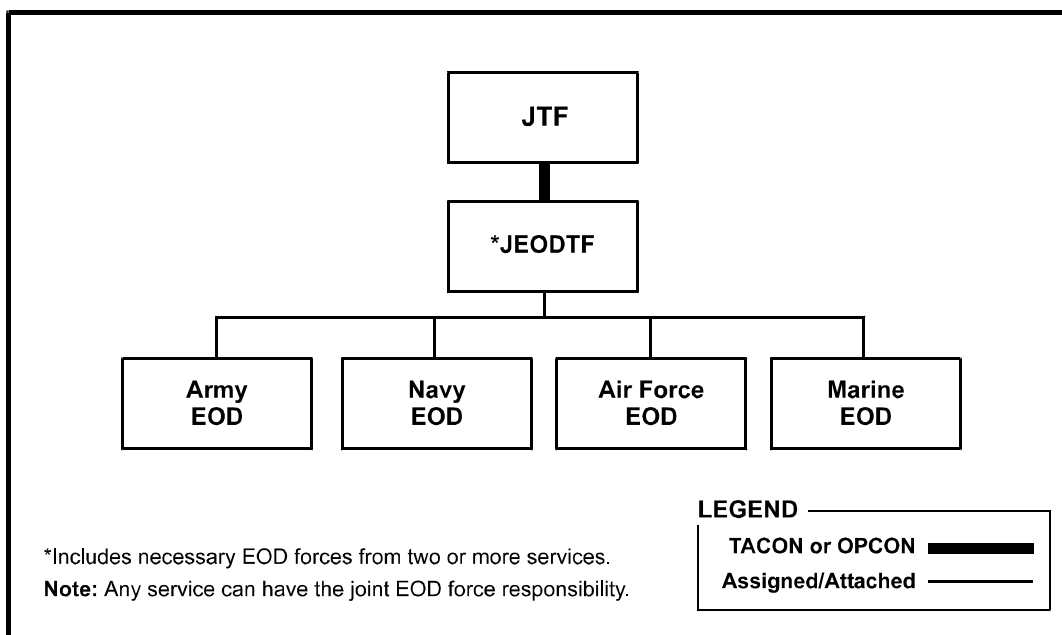 JTF
*JEODTF
Army
EOD
Navy
EOD
Air Force
EOD
Marine
EOD
*Includes necessary EOD forces from two or more services.
Note: Any service can have the joint EOD force responsibility.
LEGEND
TACON or OPCON
Assigned/Attached